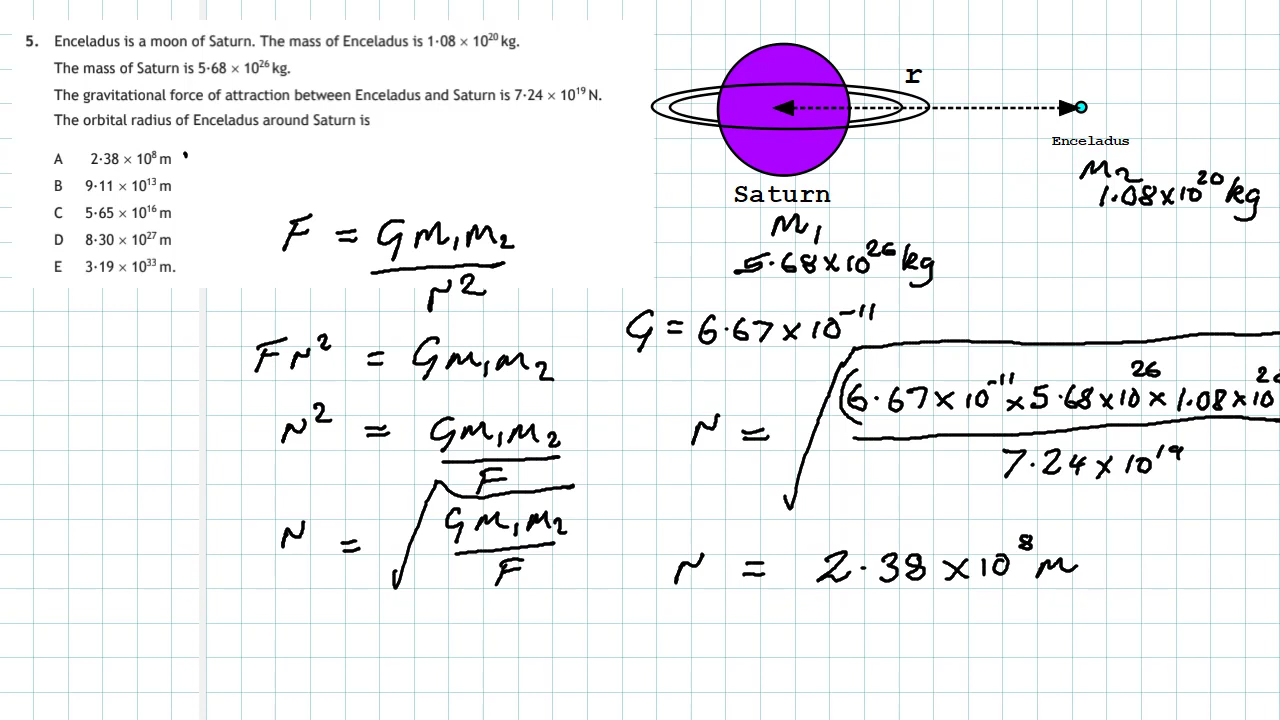 5. Enceladus is a moon of Saturn. The mass of Enceladus is 1·08 × 10²⁰ kg.
The mass of Saturn is 5·68 × 10²⁶ kg.
The gravitational force of attraction between Enceladus and Saturn is 7·24 × 10¹⁹ N.
The orbital radius of Enceladus around Saturn is
A 2·38 × 10⁸ m
B 9·11 × 10¹³ m
C 5·65 × 10¹⁶ m
D 8·30 × 10²⁷ m
E 3·19 × 10³³ m.
r
Enceladus
M2
1.08×10²⁰ kg
Saturn
M₁
5.68×10²⁶ kg
F = GM₁M₂
r²
Fr² = GM₁M₂
r² = GM₁M₂
F
r = √ GM₁M₂
F
G = 6.67×10⁻¹¹
r = √ (6.67×10⁻¹¹ × 5.68×10²⁶ × 1.08×10
7.24×10¹⁹
r = 2.38×10⁸ m